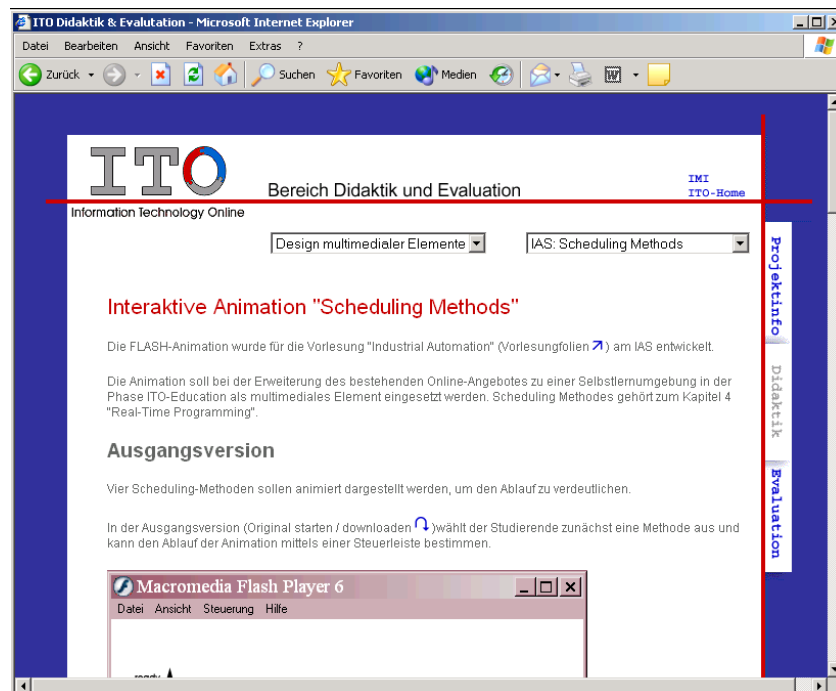 ITO Didaktik & Evalutation - Microsoft Internet Explorer
Datei Bearbeiten Ansicht Favoriten Extras ?
Zurück Suchen Favoriten Medien
ITO
Information Technology Online
Bereich Didaktik und Evaluation
IMI
ITO-Home
Design multimedialer Elemente
IAS: Scheduling Methods
Projektinfo
Didaktik
Evaluation
Interaktive Animation "Scheduling Methods"
Die FLASH-Animation wurde für die Vorlesung "Industrial Automation" (Vorlesungfolien ) am IAS entwickelt.
Die Animation soll bei der Erweiterung des bestehenden Online-Angebotes zu einer Selbstlernumgebung in der
Phase ITO-Education als multimediales Element eingesetzt werden. Scheduling Methodes gehört zum Kapitel 4
"Real-Time Programming".
Ausgangsversion
Vier Scheduling-Methoden sollen animiert dargestellt werden, um den Ablauf zu verdeutlichen.
In der Ausgangsversion (Original starten / downloaden )wählt der Studierende zunächst eine Methode aus und
kann den Ablauf der Animation mittels einer Steuerleiste bestimmen.
Macromedia Flash Player 6
Datei Ansicht Steuerung Hilfe